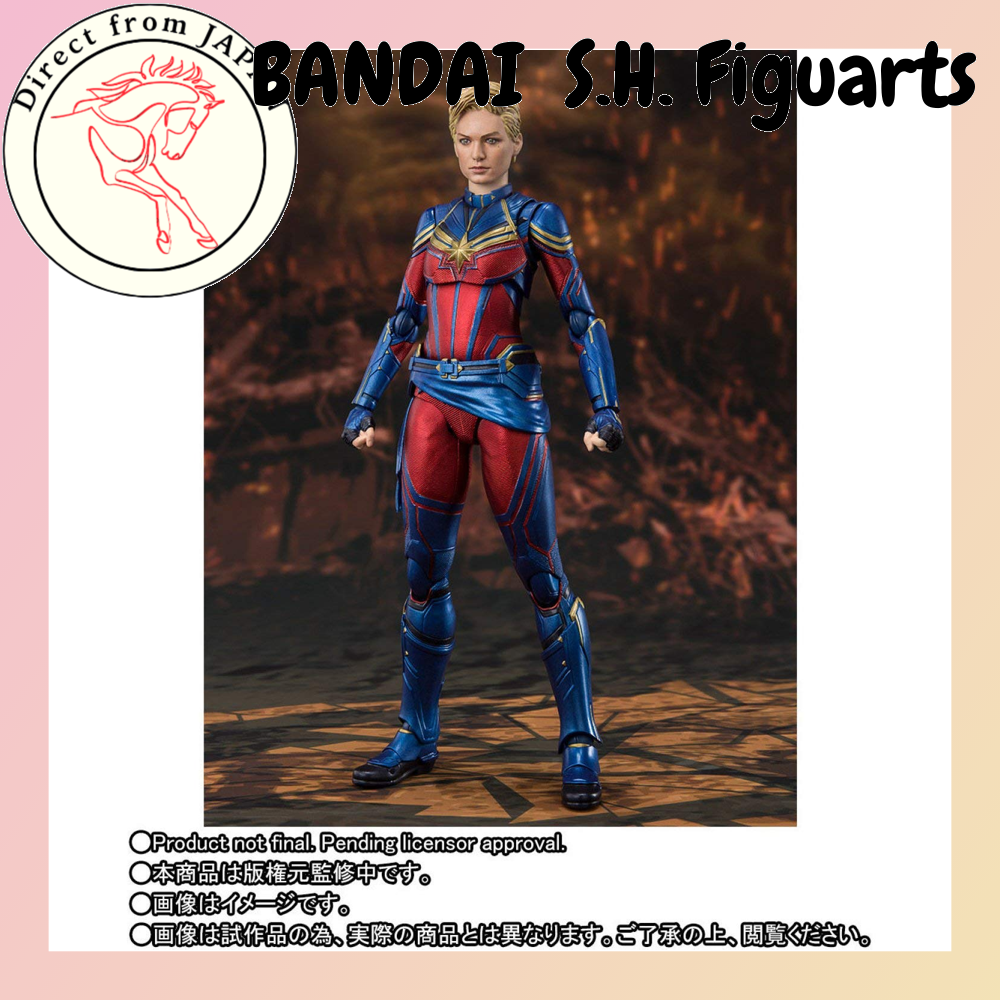 Direct from JAPA
BANDAI S.H. Figuarts
○Product not final. Pending licensor approval.
○本商品は版権元監修中です。
○画像はイメージです。
○画像は試作品の為、実際の商品とは異なります。ご了承の上、閲覧ください。